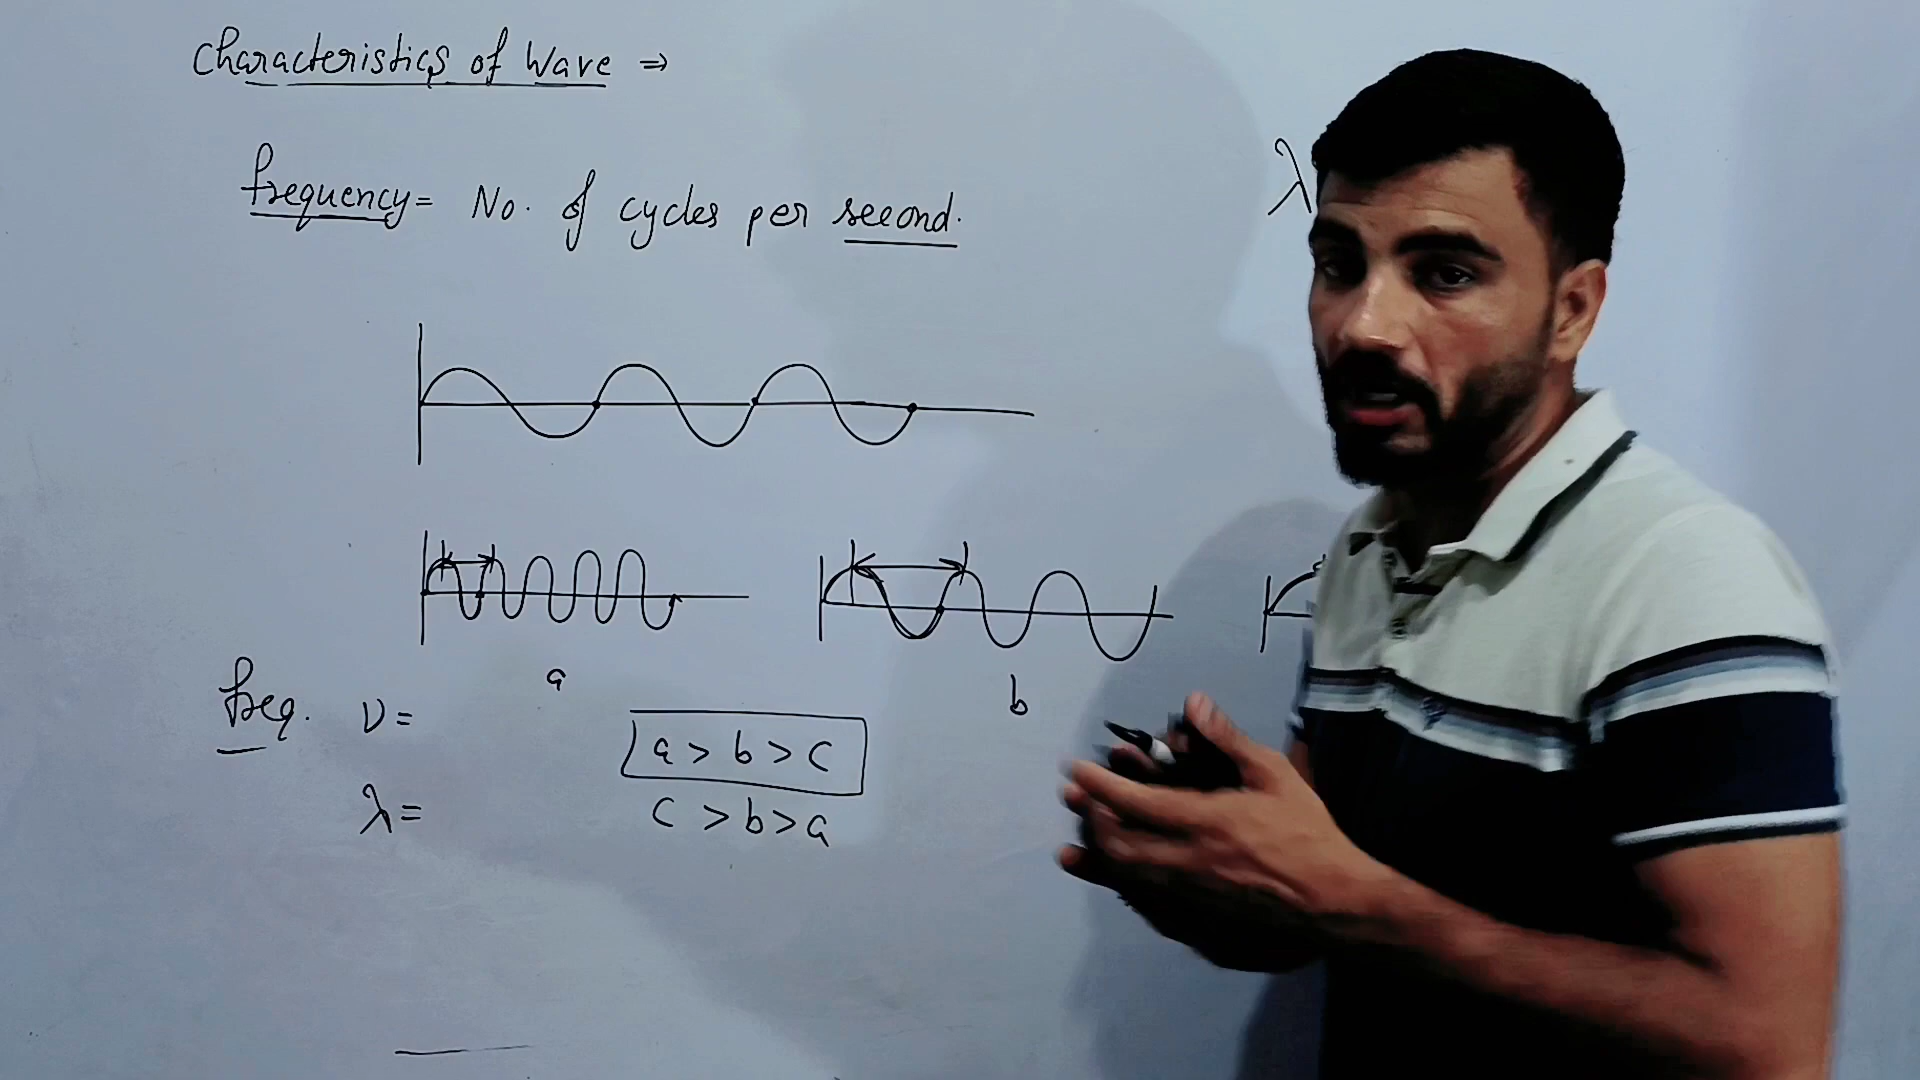 Characteristics of Wave ⇒
λ
frequency = No. of cycles per second.
a
b
freq. ν =
a > b > c
λ =
c > b > a